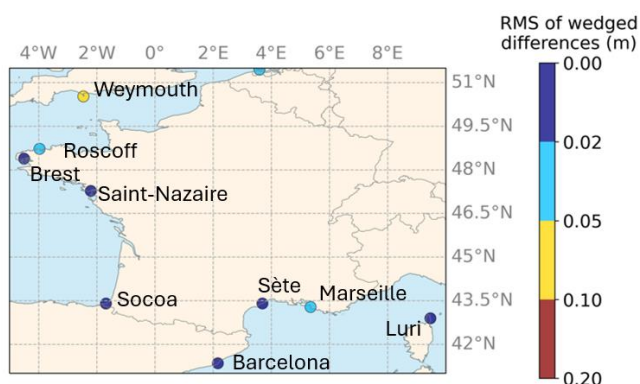 RMS of wedged
differences (m)
4°W 2°W 0° 2°E 4°E 6°E 8°E
0.00
51°N
Weymouth
49.5°N
0.02
Roscoff
48°N
Brest
Saint-Nazaire
0.05
46.5°N
45°N
0.10
Sète
Marseille
Socoa
43.5°N
Luri
42°N
Barcelona
0.20